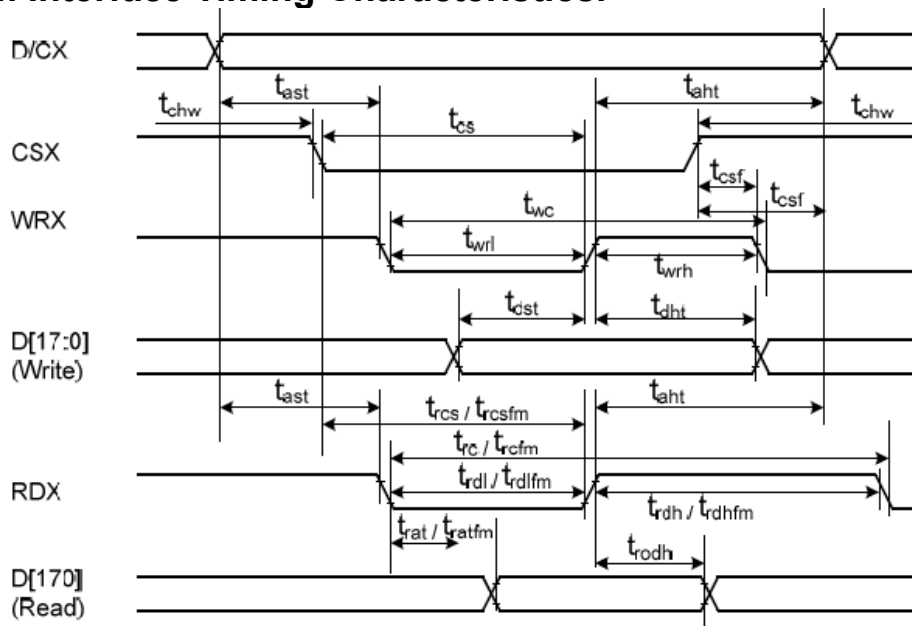 Interface Timing Characteristics:
D/CX
tast
taht
tchw
tcs
tchw
CSX
tcsf
tcsf
WRX
twc
twrl
twrh
tdst
tdht
D[17:0]
(Write)
tast
trcs / trcsfm
taht
trc / trcfm
RDX
trdl / trdlfm
trdh / trdhfm
trat / tratfm
trodh
D[170]
(Read)